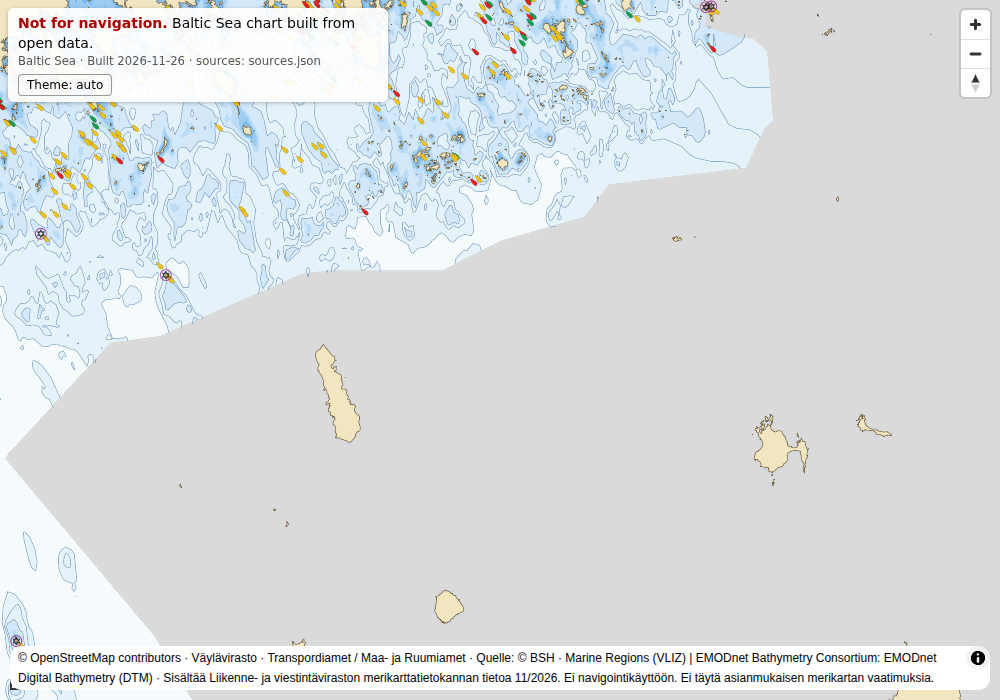 Not for navigation. Baltic Sea chart built from
open data.
Baltic Sea · Built 2026-11-26 · sources: sources.json
Theme: auto
© OpenStreetMap contributors · Väylävirasto · Transpordiamet / Maa- ja Ruumiamet · Quelle: © BSH · Marine Regions (VLIZ) | EMODnet Bathymetry Consortium: EMODnet
Digital Bathymetry (DTM) · Sisältää Liikenne- ja viestintäviraston merikarttatietokannan tietoa 11/2026. Ei navigointikäyttöön. Ei täytä asianmukaisen merikartan vaatimuksia.